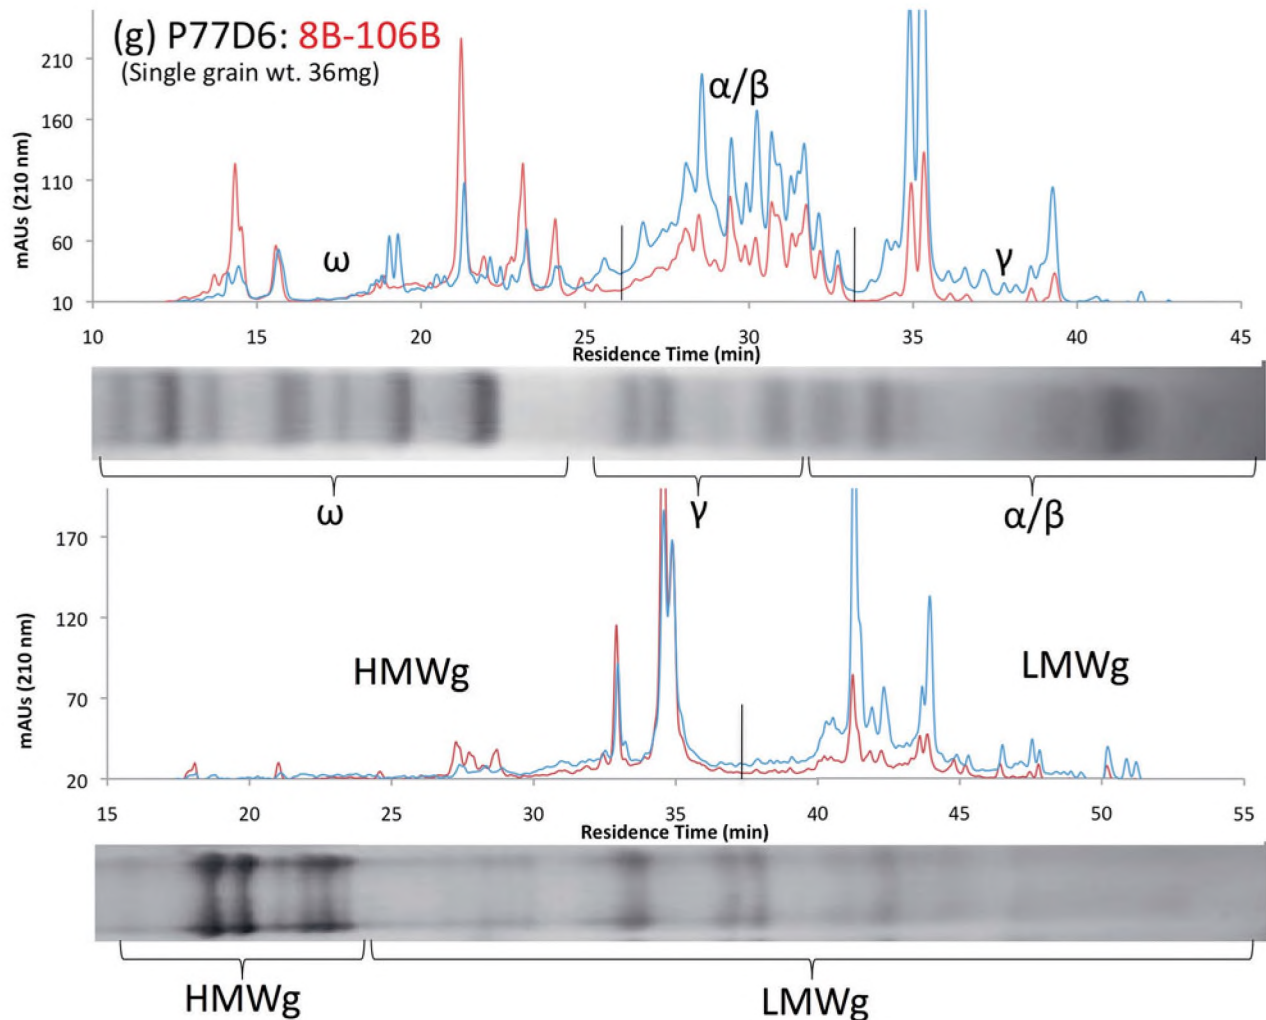 (g) P77D6: 8B-106B
(Single grain wt. 36mg)
mAUs (210 nm)
210
160
110
60
10
ω
α/β
γ
10 15 20 25 30 35 40 45
Residence Time (min)
ω γ α/β
mAUs (210 nm)
170
120
70
20
HMWg
LMWg
15 20 25 30 35 40 45 50 55
Residence Time (min)
HMWg LMWg